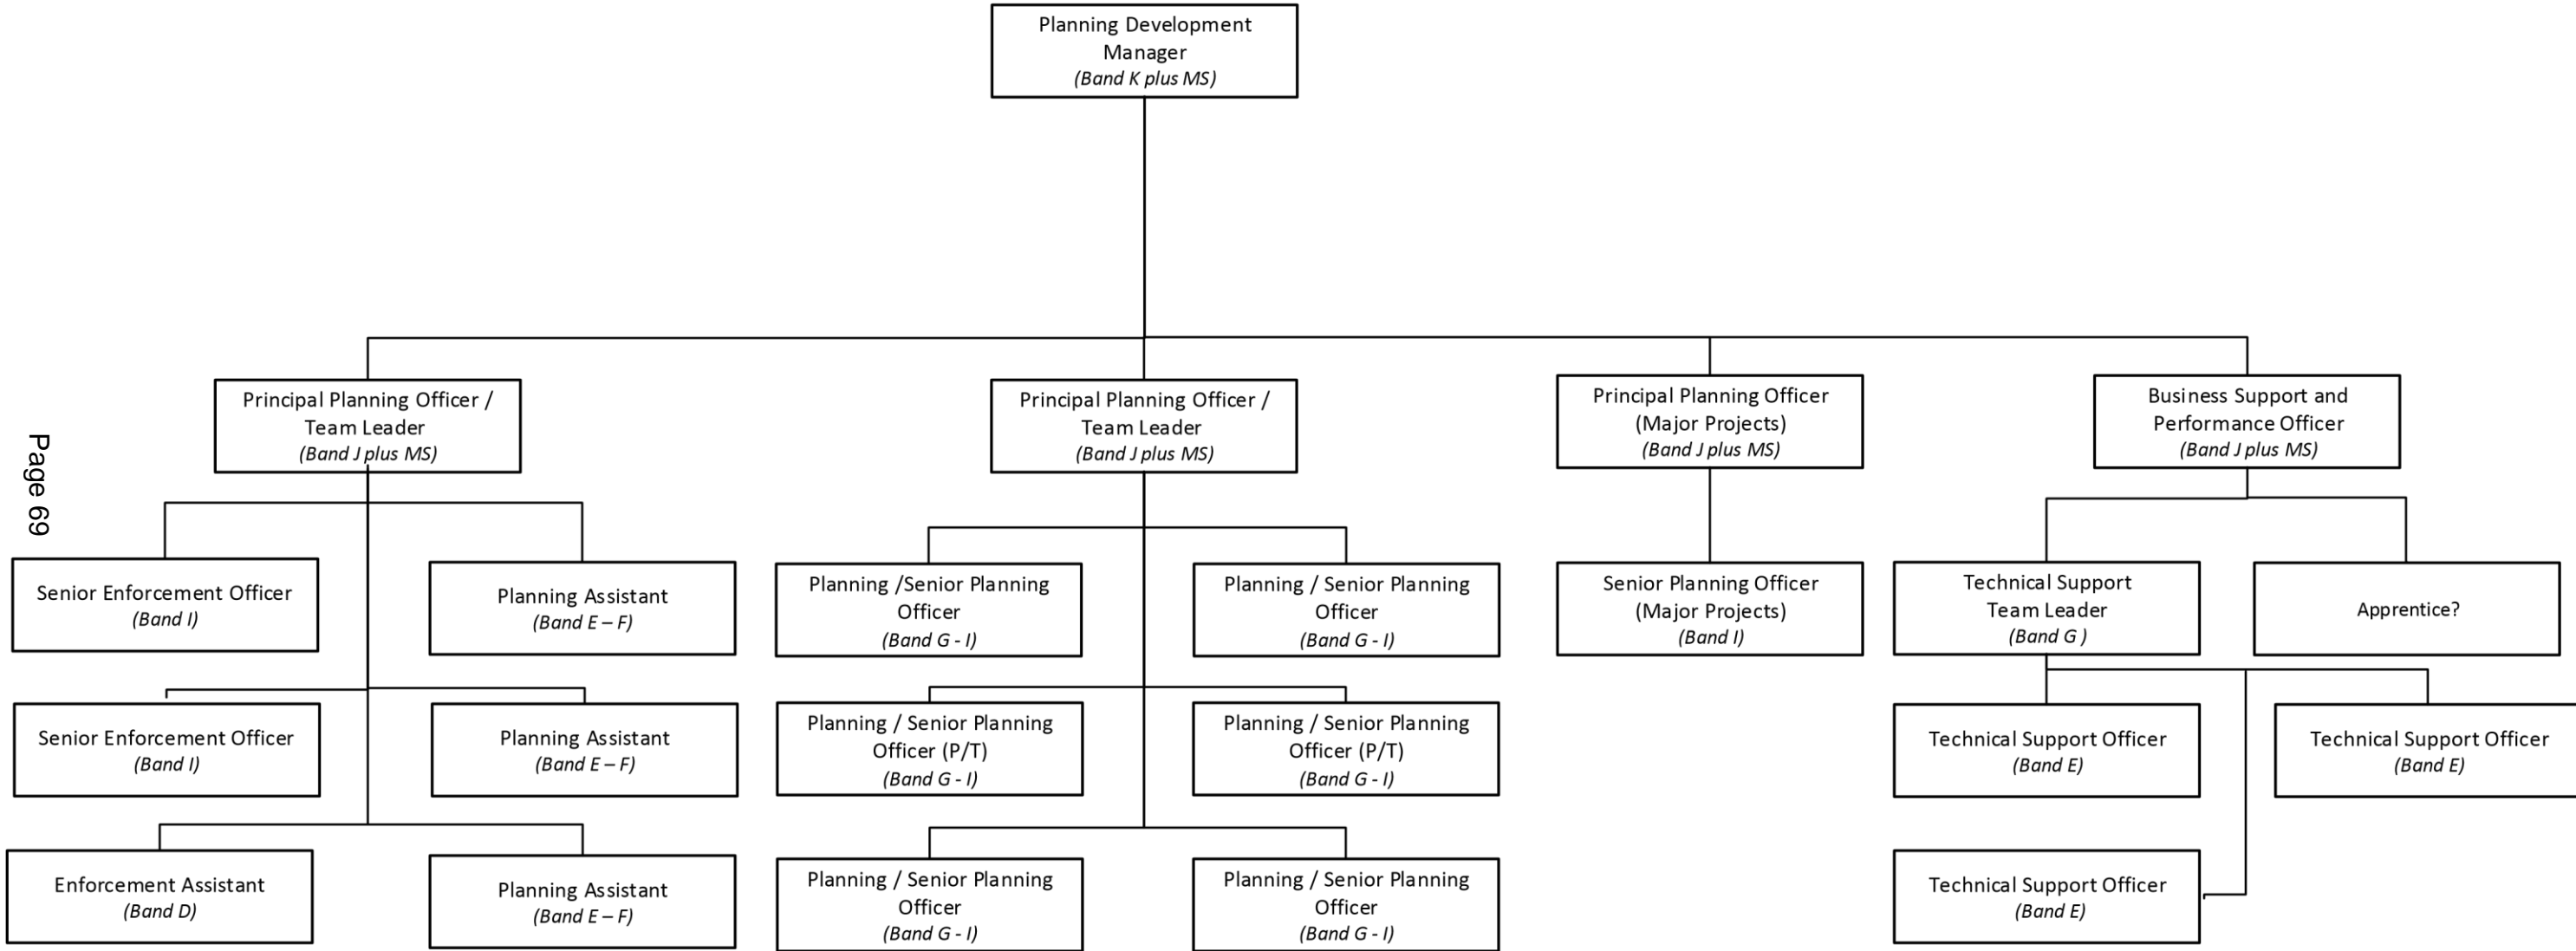 Planning Development
Manager
(Band K plus MS)
Principal Planning Officer /
Team Leader
(Band J plus MS)
Principal Planning Officer /
Team Leader
(Band J plus MS)
Principal Planning Officer
(Major Projects)
(Band J plus MS)
Business Support and
Performance Officer
(Band J plus MS)
Page 69
Senior Enforcement Officer
(Band I)
Planning Assistant
(Band E – F)
Planning /Senior Planning
Officer
(Band G - I)
Planning / Senior Planning
Officer
(Band G - I)
Senior Planning Officer
(Major Projects)
(Band I)
Technical Support
Team Leader
(Band G )
Apprentice?
Senior Enforcement Officer
(Band I)
Planning Assistant
(Band E – F)
Planning / Senior Planning
Officer (P/T)
(Band G - I)
Planning / Senior Planning
Officer (P/T)
(Band G - I)
Technical Support Officer
(Band E)
Technical Support Officer
(Band E)
Enforcement Assistant
(Band D)
Planning Assistant
(Band E – F)
Planning / Senior Planning
Officer
(Band G - I)
Planning / Senior Planning
Officer
(Band G - I)
Technical Support Officer
(Band E)